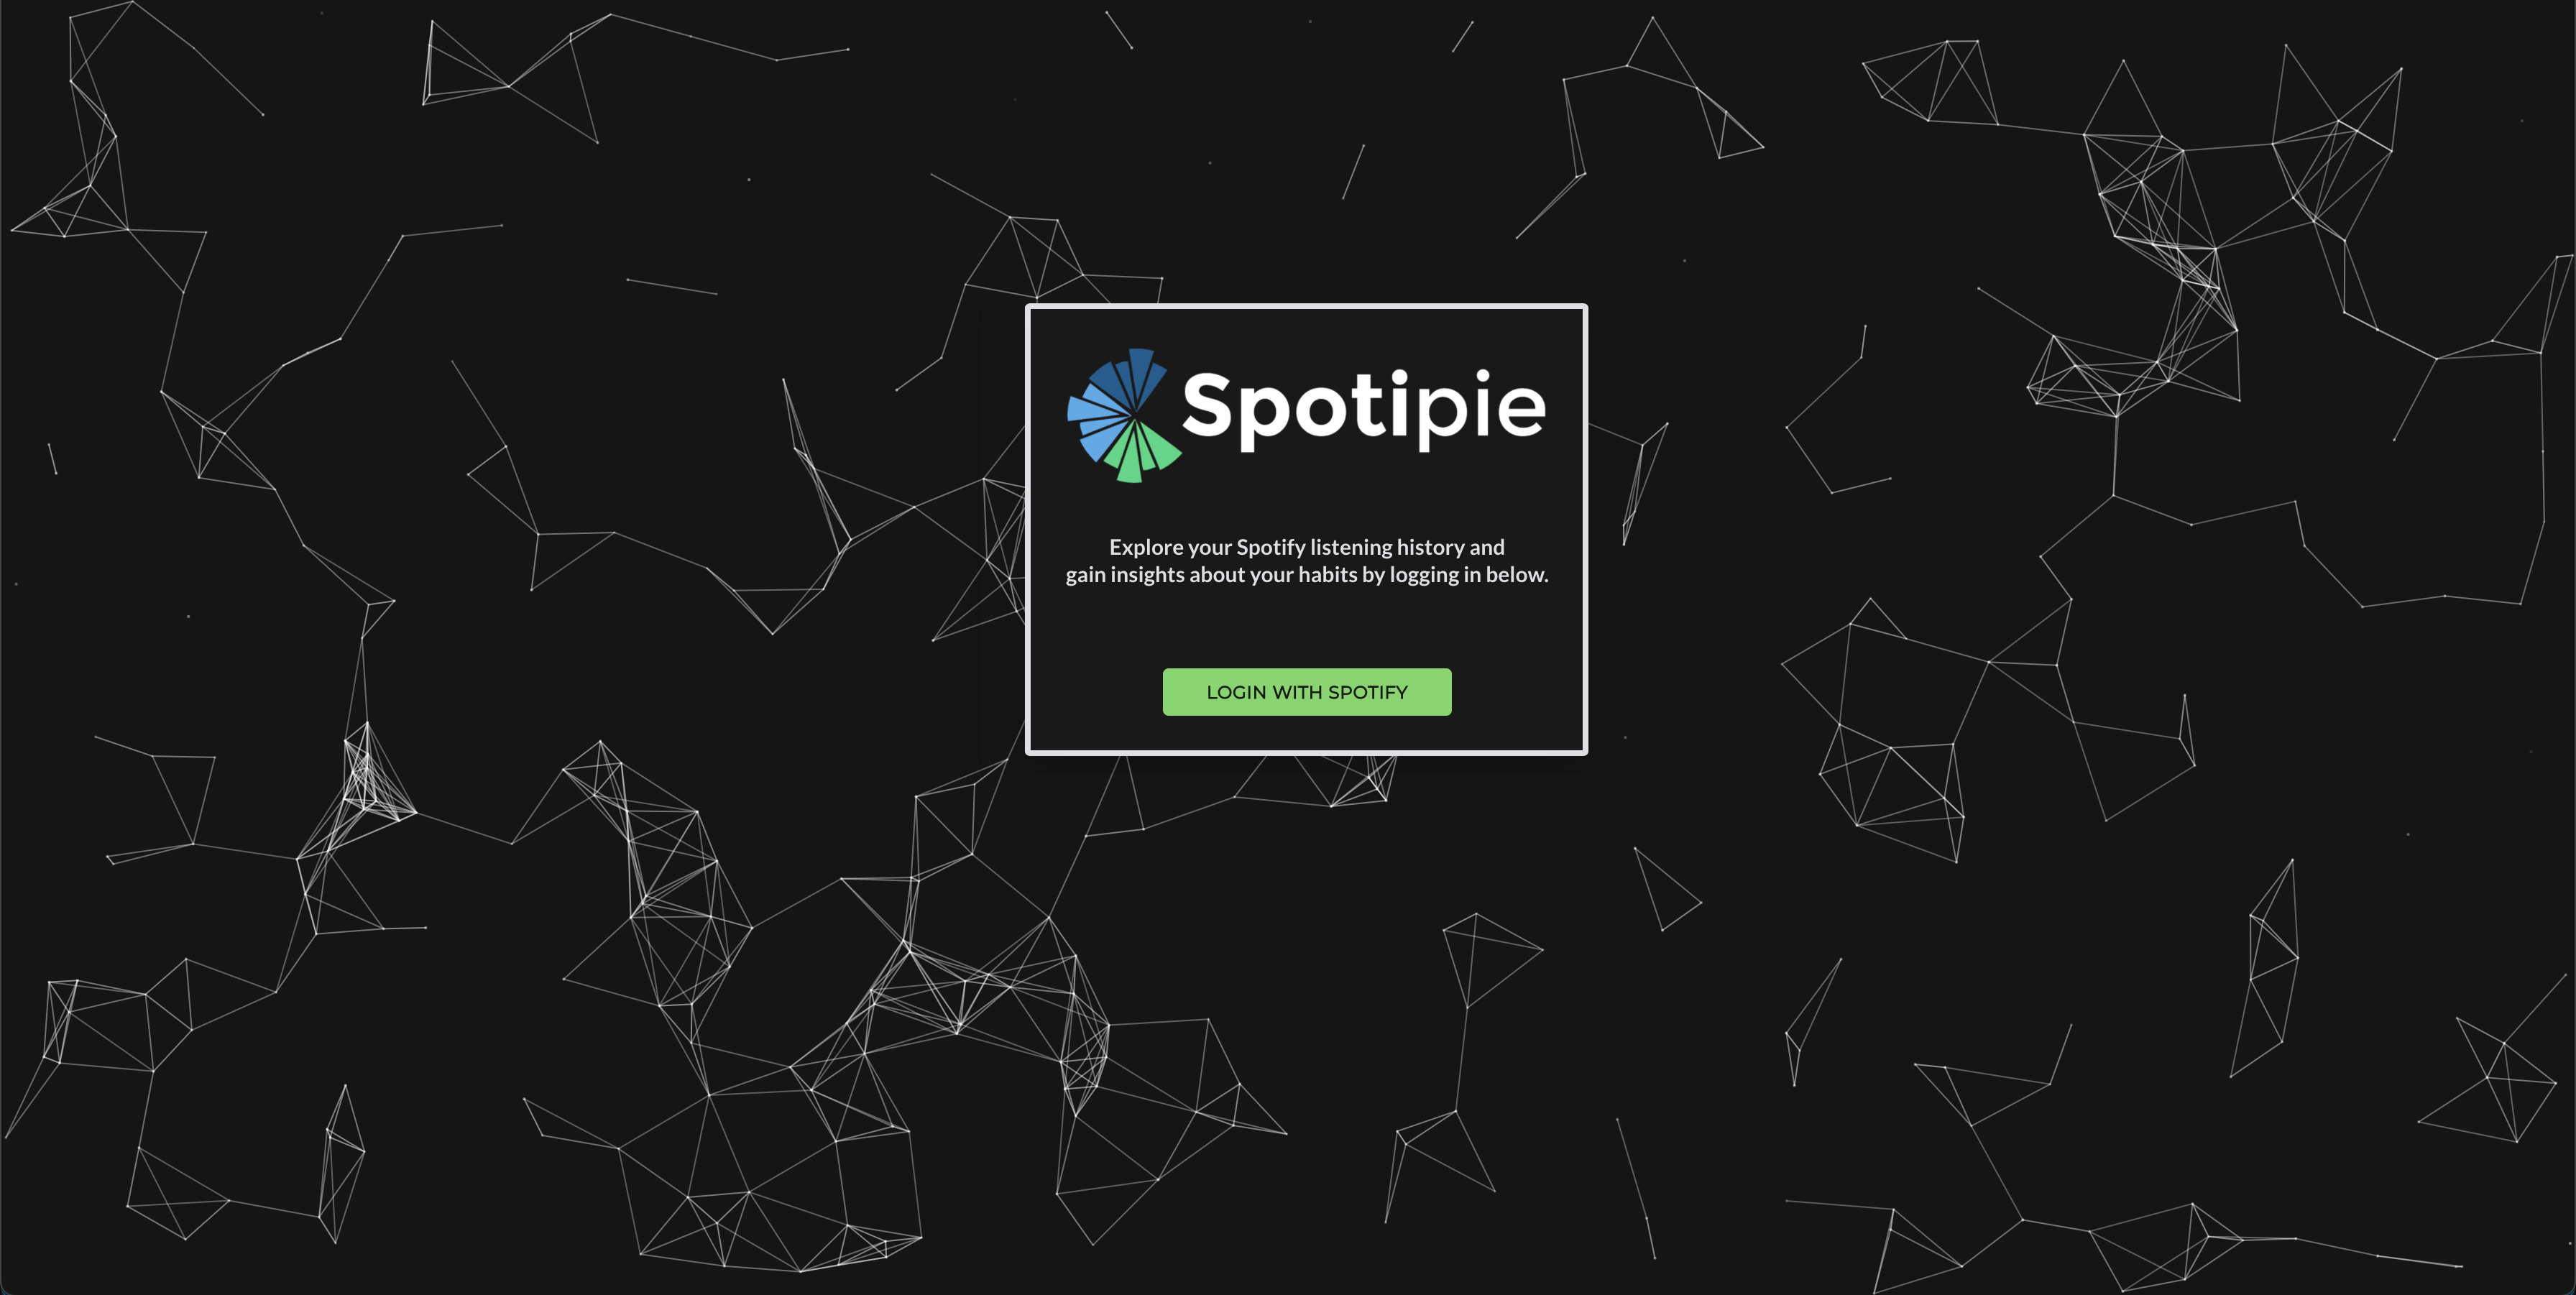 Spotipie
Explore your Spotify listening history and
gain insights about your habits by logging in below.
LOGIN WITH SPOTIFY